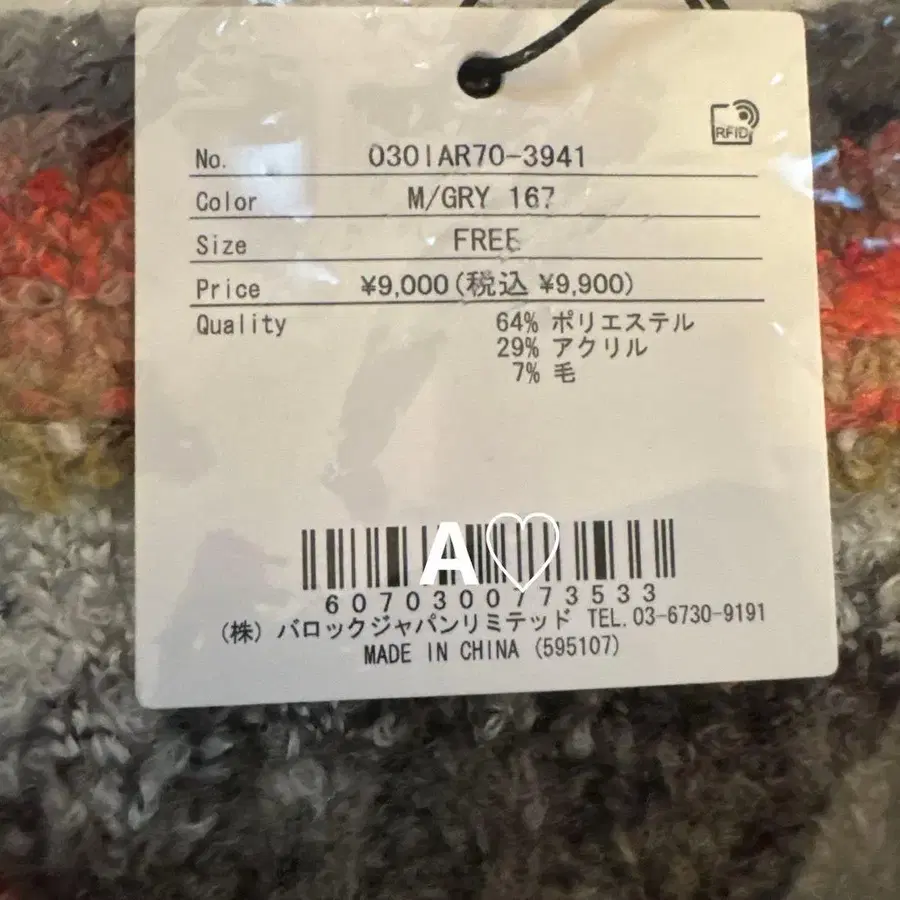 RFID
No. 030IAR70-3941
Color M/GRY 167
Size FREE
Price ¥9,000(税込 ¥9,900)
Quality 64% ポリエステル
29% アクリル
7% 毛
A♡
6070300773533
(株) バロックジャパンリミテッド TEL.03-6730-9191
MADE IN CHINA (595107)